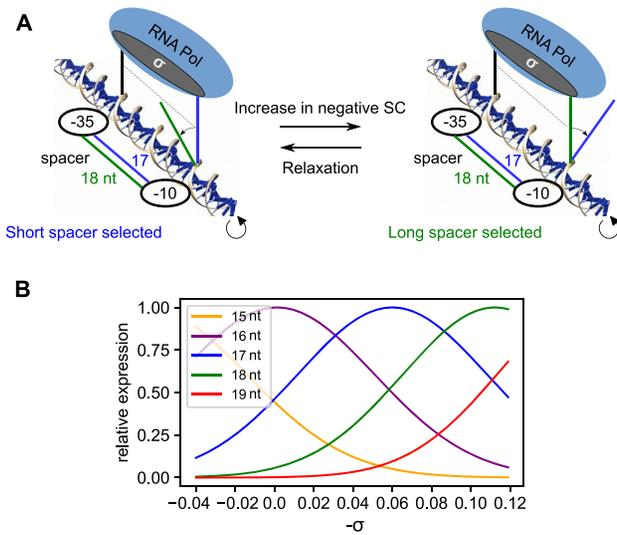 A
RNA Pol
σ
-35
spacer
17
18 nt
-10
Short spacer selected
Increase in negative SC
Relaxation
RNA Pol
σ
-35
spacer
17
18 nt
-10
Long spacer selected
B
relative expression
1.00
0.75
0.50
0.25
0.00
15 nt
16 nt
17 nt
18 nt
19 nt
−0.04 −0.02 0.0 0.02 0.04 0.06 0.08 0.10 0.12
-σ